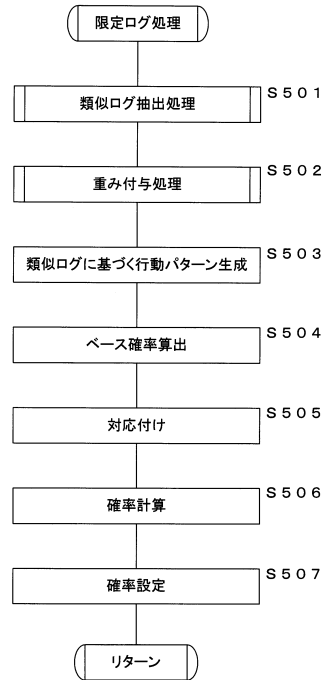 限定ログ処理
S501
類似ログ抽出処理
S502
重み付与処理
S503
類似ログに基づく行動パターン生成
S504
ベース確率算出
S505
対応付け
S506
確率計算
S507
確率設定
リターン